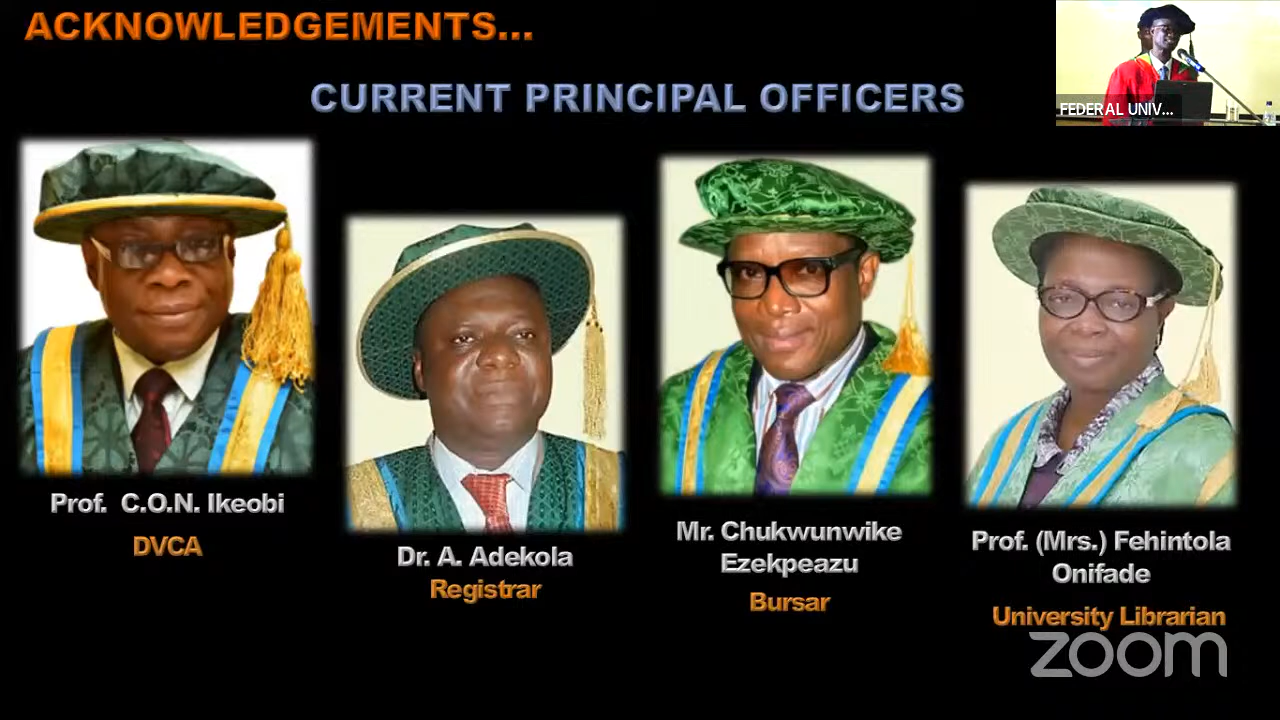 ACKNOWLEDGEMENTS...
FEDERAL UNIV...
CURRENT PRINCIPAL OFFICERS
Prof. C.O.N. Ikeobi
DVCA
Dr. A. Adekola
Registrar
Mr. Chukwunwike
Ezekpeazu
Bursar
Prof. (Mrs.) Fehintola
Onifade
University Librarian
zoom